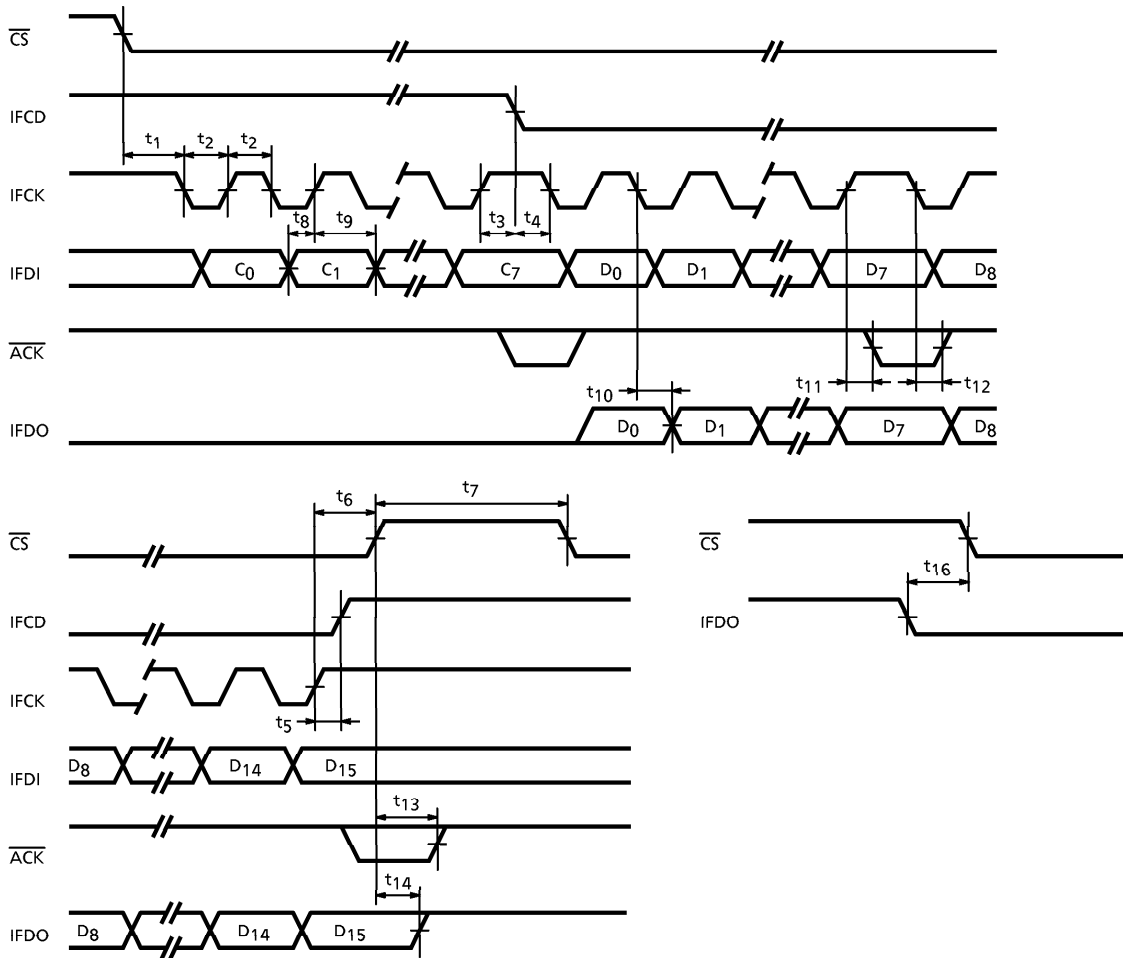 CS
IFCD
t1 t2 t2
IFCK
t8 t9 t3 t4
IFDI C0 C1 C7 D0 D1 D7 D8
ACK
t10 t11 t12
IFDO D0 D1 D7 D8
t6 t7
CS
IFCD
IFCK
t5
IFDI D8 D14 D15
t13
ACK
t14
IFDO D8 D14 D15
CS
t16
IFDO